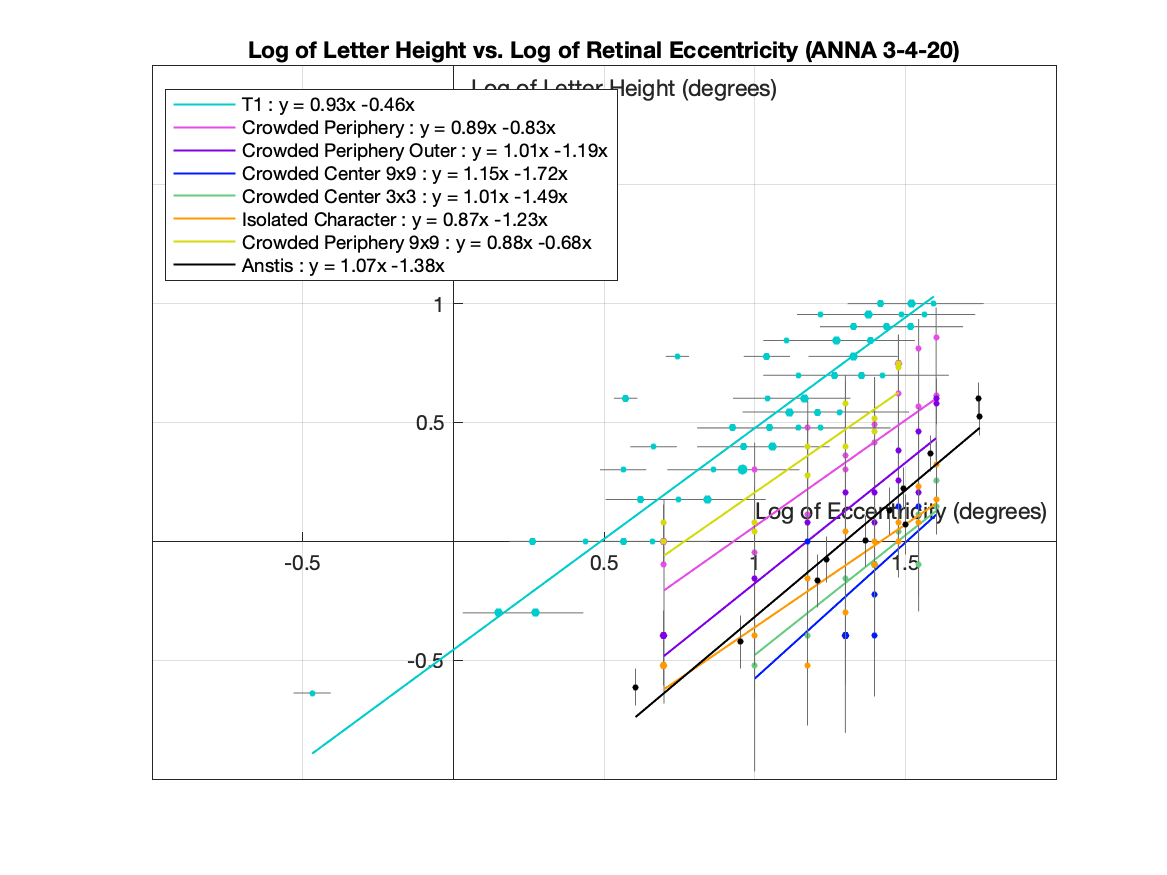 Log of Letter Height vs. Log of Retinal Eccentricity (ANNA 3-4-20)
Log of Letter Height (degrees)
T1 : y = 0.93x -0.46x
Crowded Periphery : y = 0.89x -0.83x
Crowded Periphery Outer : y = 1.01x -1.19x
Crowded Center 9x9 : y = 1.15x -1.72x
Crowded Center 3x3 : y = 1.01x -1.49x
Isolated Character : y = 0.87x -1.23x
Crowded Periphery 9x9 : y = 0.88x -0.68x
Anstis : y = 1.07x -1.38x
1
0.5
Log of Eccentricity (degrees)
-0.5 0.5 1 1.5
-0.5